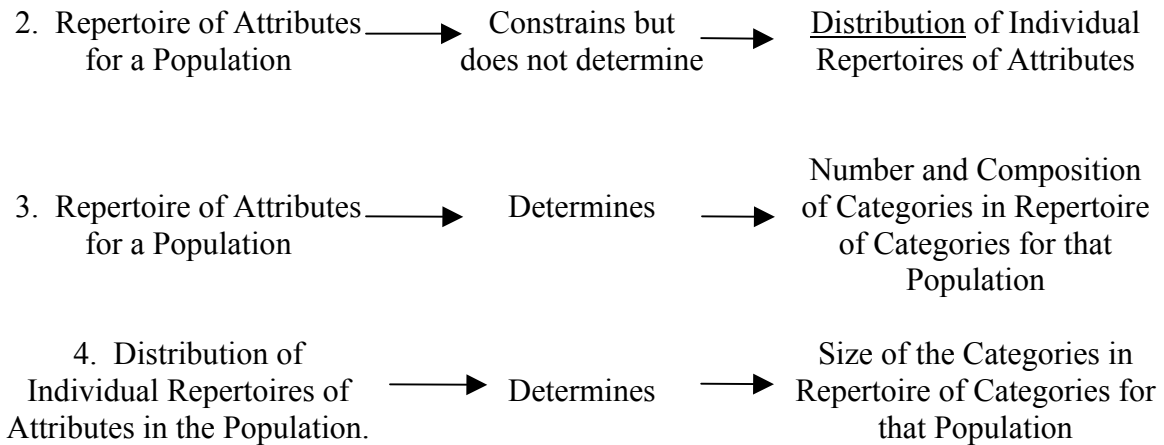 2. Repertoire of Attributes
for a Population
Constrains but
does not determine
Distribution of Individual
Repertoires of Attributes
3. Repertoire of Attributes
for a Population
Determines
Number and Composition
of Categories in Repertoire
of Categories for that
Population
4. Distribution of
Individual Repertoires of
Attributes in the Population.
Determines
Size of the Categories in
Repertoire of Categories for
that Population